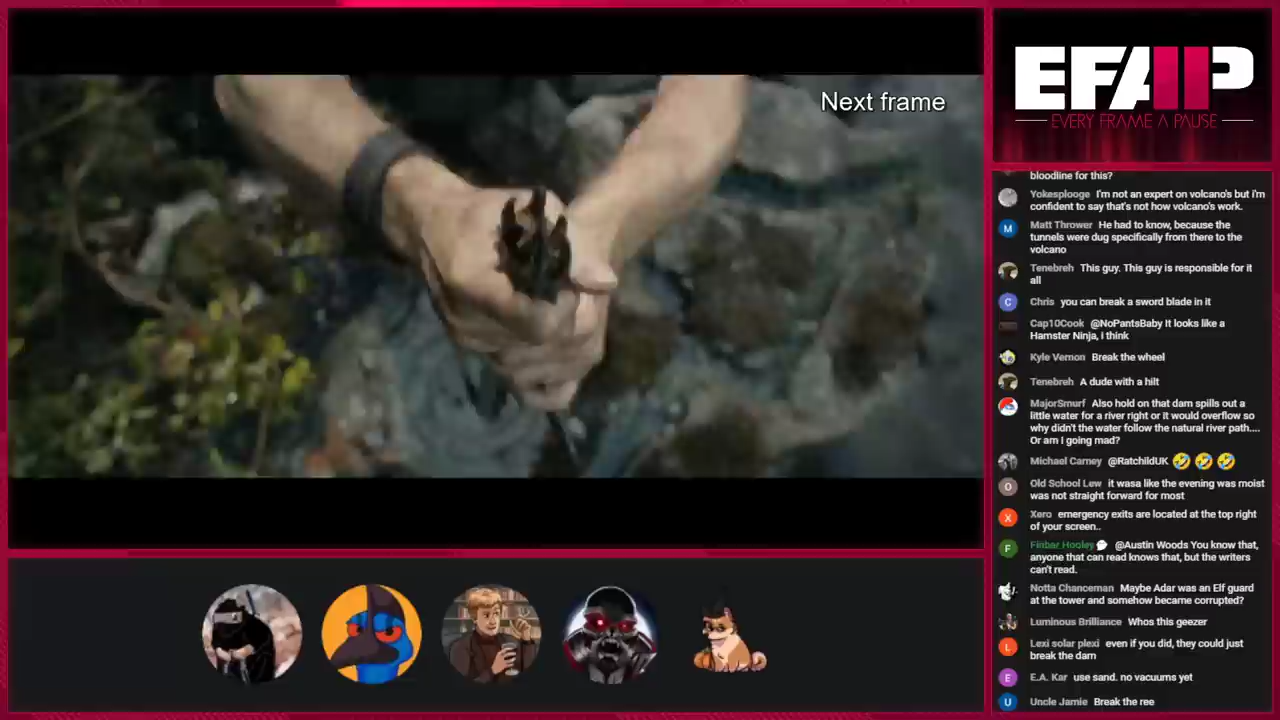 Next frame
EFAP
EVERY FRAME A PAUSE
bloodline for this?
Yokesplooge I'm not an expert on volcano's but i'm
confident to say that's not how volcano's work.
M
Matt Thrower He had to know, because the
tunnels were dug specifically from there to the
volcano
Tenebreh This guy. This guy is responsible for it
all
C
Chris you can break a sword blade in it
Cap10Cook @NoPantsBaby It looks like a
Hamster Ninja, i think
Kyle Vernon Break the wheel
Tenebreh A dude with a hilt
MajorSmurf Also hold on that dam spills out a
little water for a river right or it would overflow so
why didn't the water follow the natural river path....
Or am I going mad?
Michael Carney @RatchildUK 🤣 🤣 🤣
O
Old School Lew it wasa like the evening was moist
was not straight forward for most
X
Xero emergency exits are located at the top right
of your screen..
F
Finbar Hooley @Austin Woods You know that,
anyone that can read knows that, but the writers
can't read.
Notta Chanceman Maybe Adar was an Elf guard
at the tower and somehow became corrupted?
Luminous Brilliance Whos this geezer
L
Lexi solar plexi even if you did, they could just
break the dam
E
E.A. Kar use sand. no vacuums yet
U
Uncle Jamie Break the ree